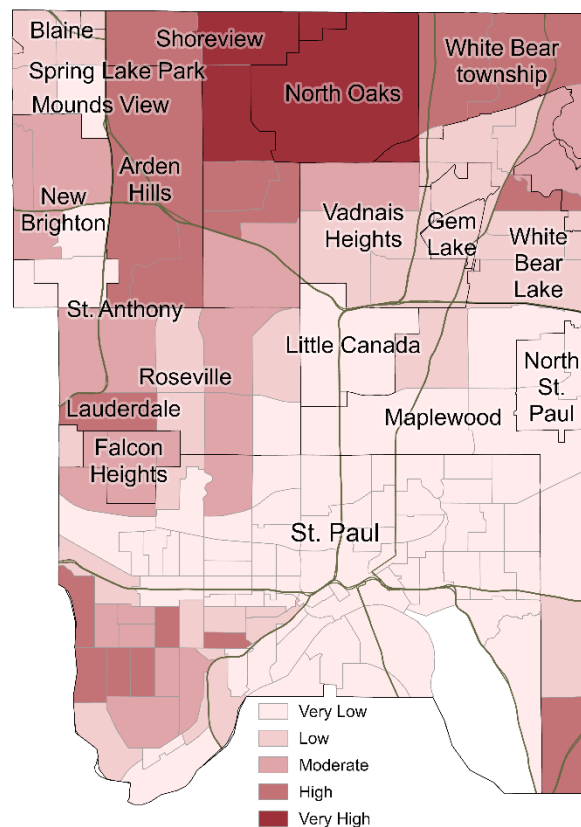 Blaine
Shoreview
White Bear
township
Spring Lake Park
North Oaks
Mounds View
Arden
Hills
New
Brighton
Vadnais
Heights
Gem
Lake
White
Bear
Lake
St. Anthony
Little Canada
North
St.
Paul
Roseville
Lauderdale
Maplewood
Falcon
Heights
St. Paul
Very Low
Low
Moderate
High
Very High